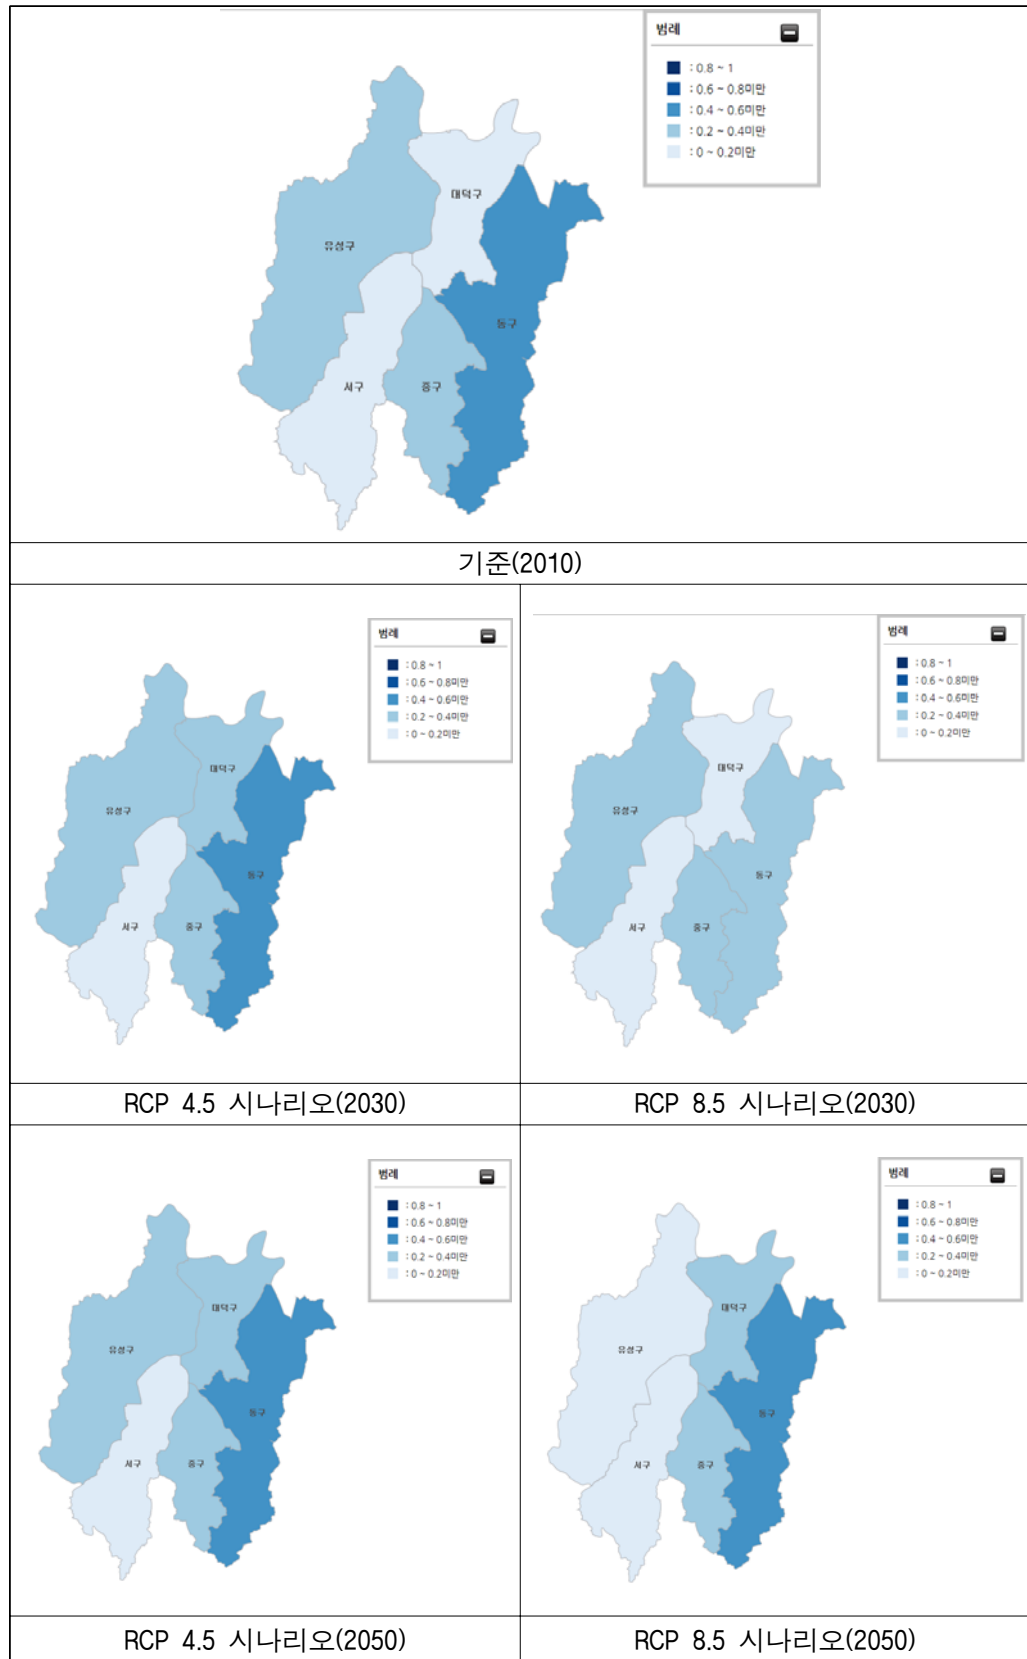 범례
: 0.8 ~ 1
: 0.6 ~ 0.8미만
: 0.4 ~ 0.6미만
: 0.2 ~ 0.4미만
: 0 ~ 0.2미만
대덕구
유성구
동구
서구
중구
기준(2010)
범례
: 0.8 ~ 1
: 0.6 ~ 0.8미만
: 0.4 ~ 0.6미만
: 0.2 ~ 0.4미만
: 0 ~ 0.2미만
대덕구
유성구
동구
서구
중구
RCP 4.5 시나리오(2030)
범례
: 0.8 ~ 1
: 0.6 ~ 0.8미만
: 0.4 ~ 0.6미만
: 0.2 ~ 0.4미만
: 0 ~ 0.2미만
대덕구
유성구
동구
서구
중구
RCP 8.5 시나리오(2030)
범례
: 0.8 ~ 1
: 0.6 ~ 0.8미만
: 0.4 ~ 0.6미만
: 0.2 ~ 0.4미만
: 0 ~ 0.2미만
대덕구
유성구
동구
서구
중구
RCP 4.5 시나리오(2050)
범례
: 0.8 ~ 1
: 0.6 ~ 0.8미만
: 0.4 ~ 0.6미만
: 0.2 ~ 0.4미만
: 0 ~ 0.2미만
대덕구
유성구
동구
서구
중구
RCP 8.5 시나리오(2050)